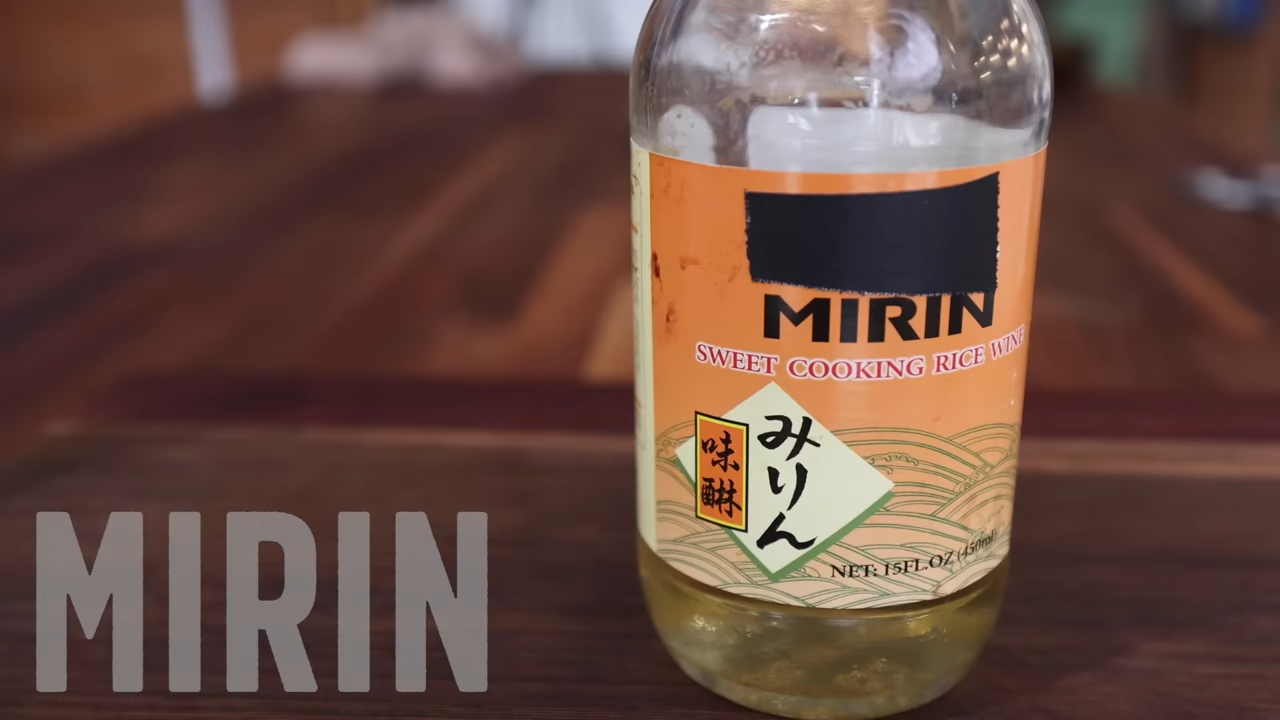 MIRIN
SWEET COOKING RICE WINE
味醂
みりん
NET: 15FL.OZ (450ml)
MIRIN